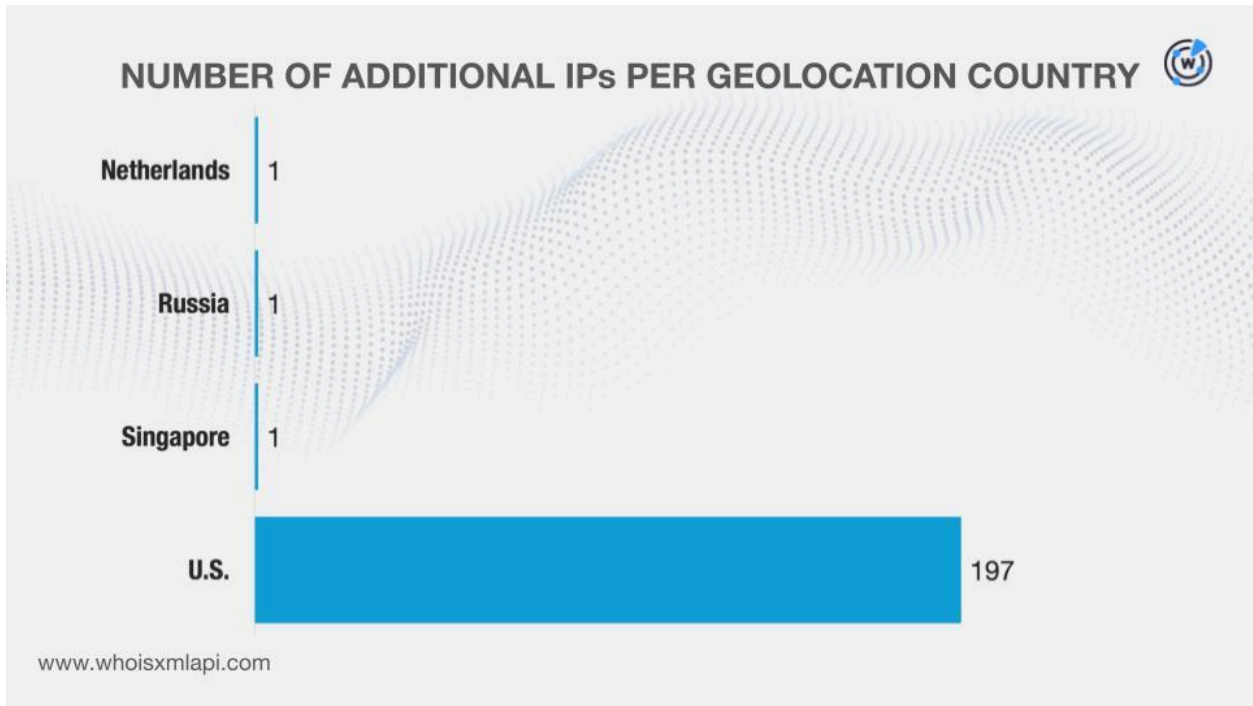 NUMBER OF ADDITIONAL IPs PER GEOLOCATION COUNTRY
W
Netherlands 1
Russia 1
Singapore 1
U.S. 197
www.whoisxmlapi.com